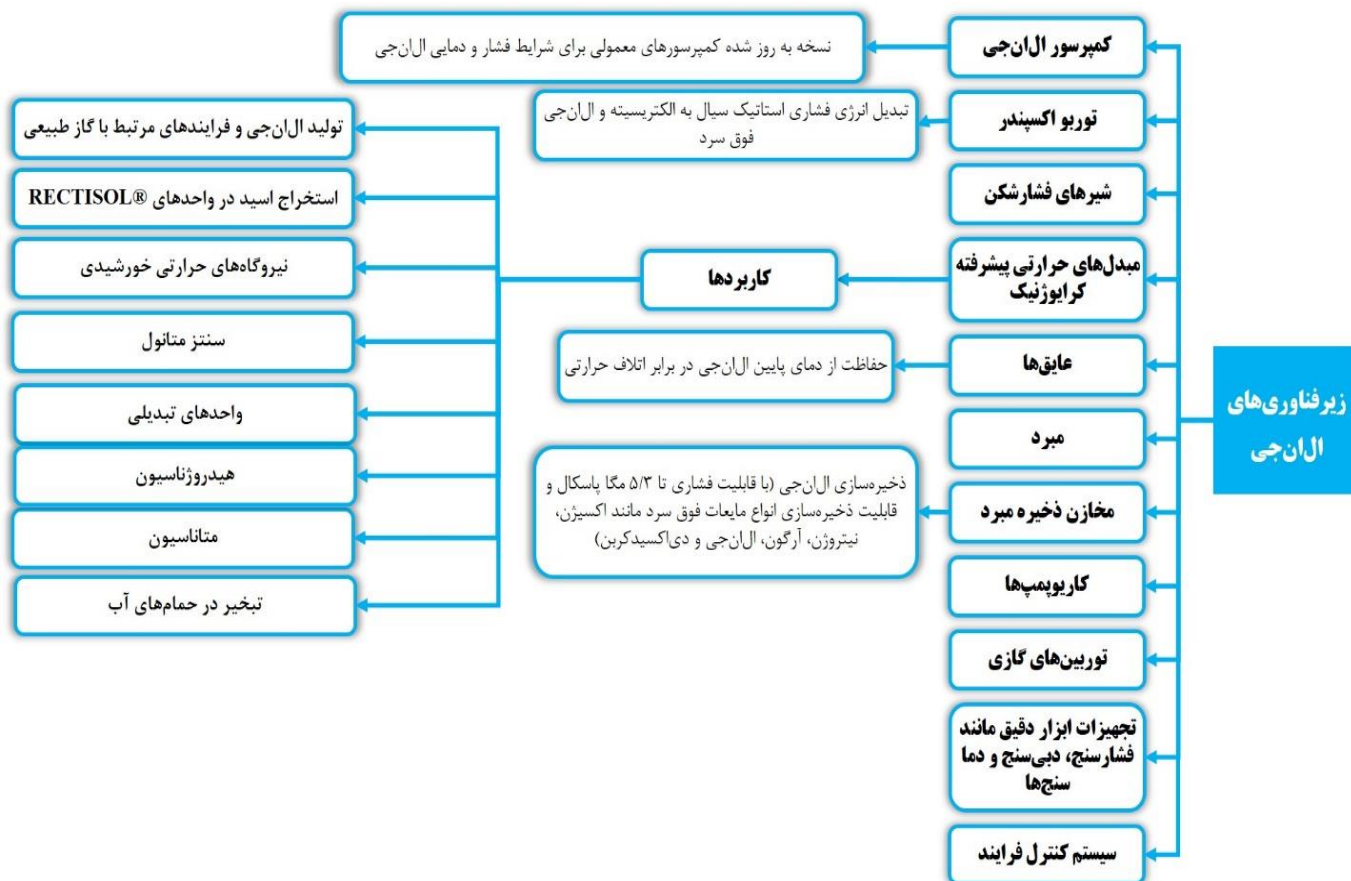 زیرفناوری‌های
ال‌ان‌جی
کمپرسور ال‌ان‌جی
نسخه به روز شده کمپرسورهای معمولی برای شرایط فشار و دمایی ال‌ان‌جی
توربو اکسپندر
تبدیل انرژی فشاری استاتیک سیال به الکتریسیته و ال‌ان‌جی
فوق سرد
شیرهای فشارشکن
مبدل‌های حرارتی پیشرفته
کرایوژنیک
کاربردها
تولید ال‌ان‌جی و فرایندهای مرتبط با گاز طبیعی
استخراج اسید در واحدهای RECTISOL®
نیروگاه‌های حرارتی خورشیدی
سنتز متانول
واحدهای تبدیلی
هیدروژناسیون
متاناسیون
تبخیر در حمام‌های آب
عایق‌ها
حفاظت از دمای پایین ال‌ان‌جی در برابر اتلاف حرارتی
مبرد
مخازن ذخیره مبرد
ذخیره‌سازی ال‌ان‌جی (با قابلیت فشاری تا ۵/۳ مگا پاسکال و
قابلیت ذخیره‌سازی انواع مایعات فوق سرد مانند اکسیژن،
نیتروژن، آرگون، ال‌ان‌جی و دی‌اکسیدکربن)
کاریوپمپ‌ها
توربین‌های گازی
تجهیزات ابزار دقیق مانند
فشارسنج، دبی‌سنج و دما
سنج‌ها
سیستم کنترل فرایند